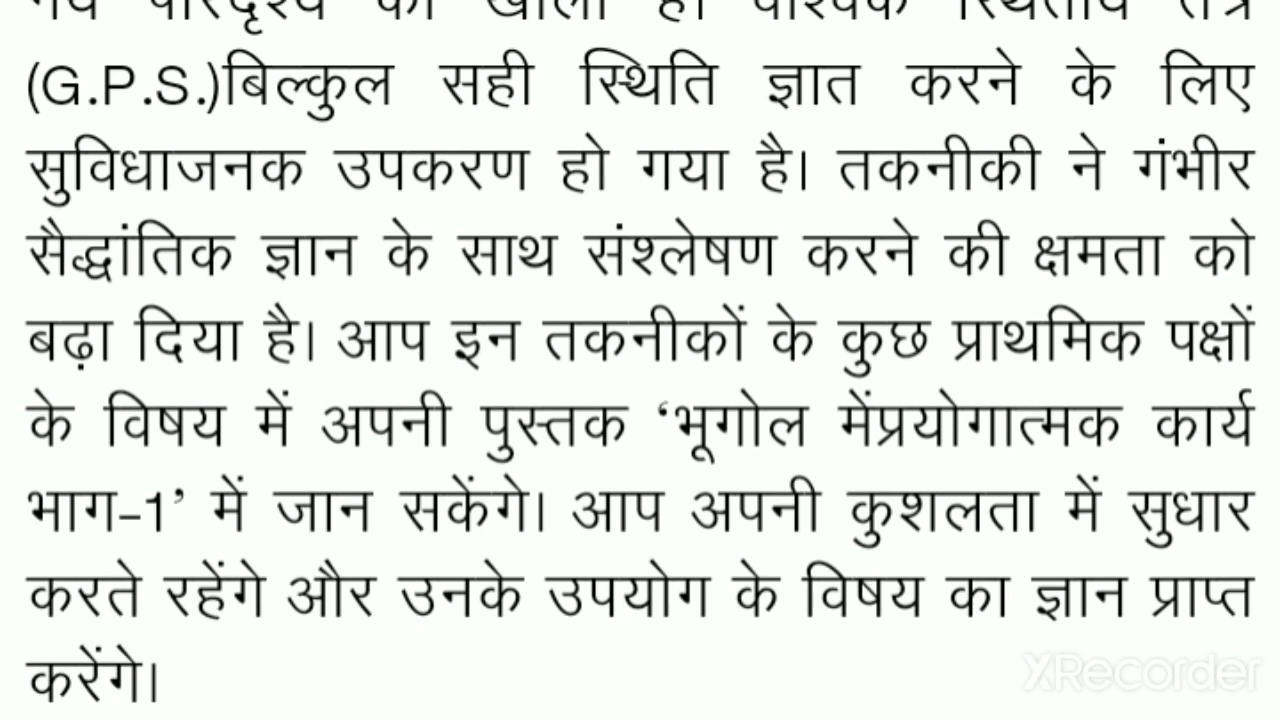 (G.P.S.)बिल्कुल सही स्थिति ज्ञात करने के लिए
सुविधाजनक उपकरण हो गया है। तकनीकी ने गंभीर
सैद्धांतिक ज्ञान के साथ संश्लेषण करने की क्षमता को
बढ़ा दिया है। आप इन तकनीकों के कुछ प्राथमिक पक्षों
के विषय में अपनी पुस्तक ‘भूगोल मेंप्रयोगात्मक कार्य
भाग-1’ में जान सकेंगे। आप अपनी कुशलता में सुधार
करते रहेंगे और उनके उपयोग के विषय का ज्ञान प्राप्त
करेंगे।
XRecorder